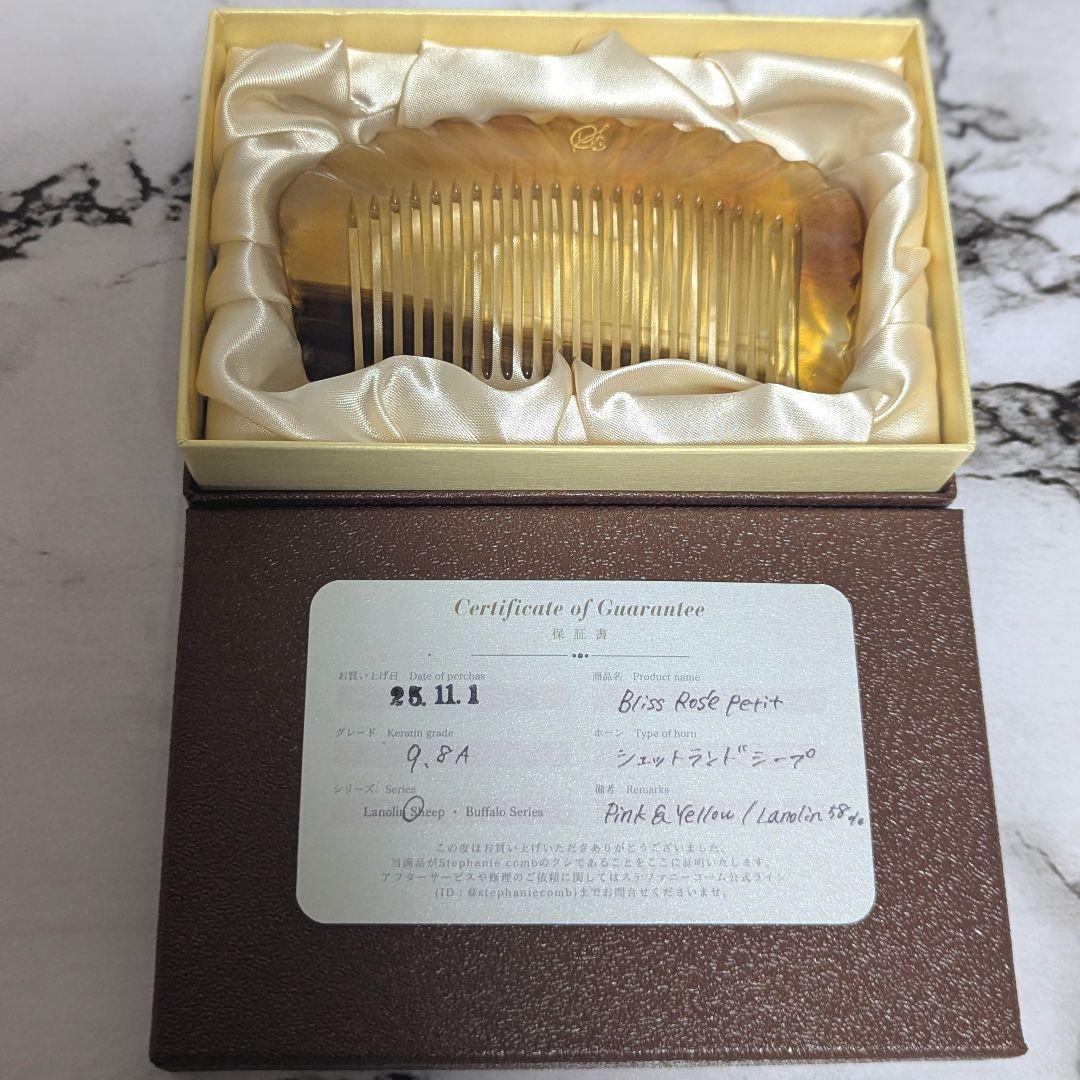 Certificate of Guarantee
保証書
お買い上げ日 Date of perchas
25.11.1
商品名 Product name
Bliss Rosé petit
グレード Keratin grade
9.8A
ホーン Type of horn
シェットランドシープ
シリーズ Series
Lanolin Sheep ・ Buffalo Series
備考 Remarks
Pink & Yellow / Lanolin 58%
この度はお買い上げいただきありがとうございました。
当商品がStephanie combのクシであることをここに証明いたします。
アフターサービスや修理のご依頼に関してはステファニーコーム公式ライン
(ID：@stephaniecomb)までお問合せくださいませ。